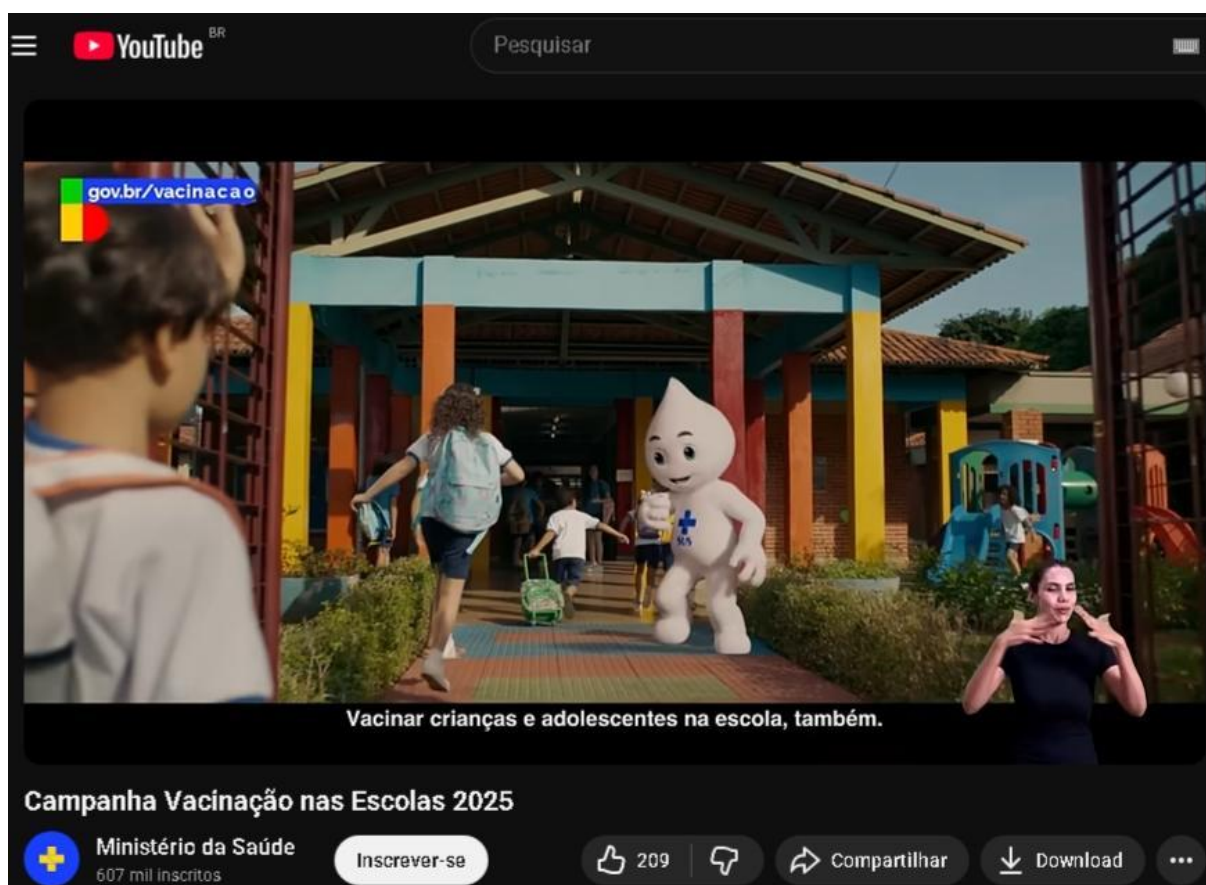 YouTube BR
Pesquisar
gov.br/vacinacao
SUS
Vacinar crianças e adolescentes na escola, também.
Campanha Vacinação nas Escolas 2025
Ministério da Saúde
607 mil inscritos
Inscrever-se
209
Compartilhar
Download